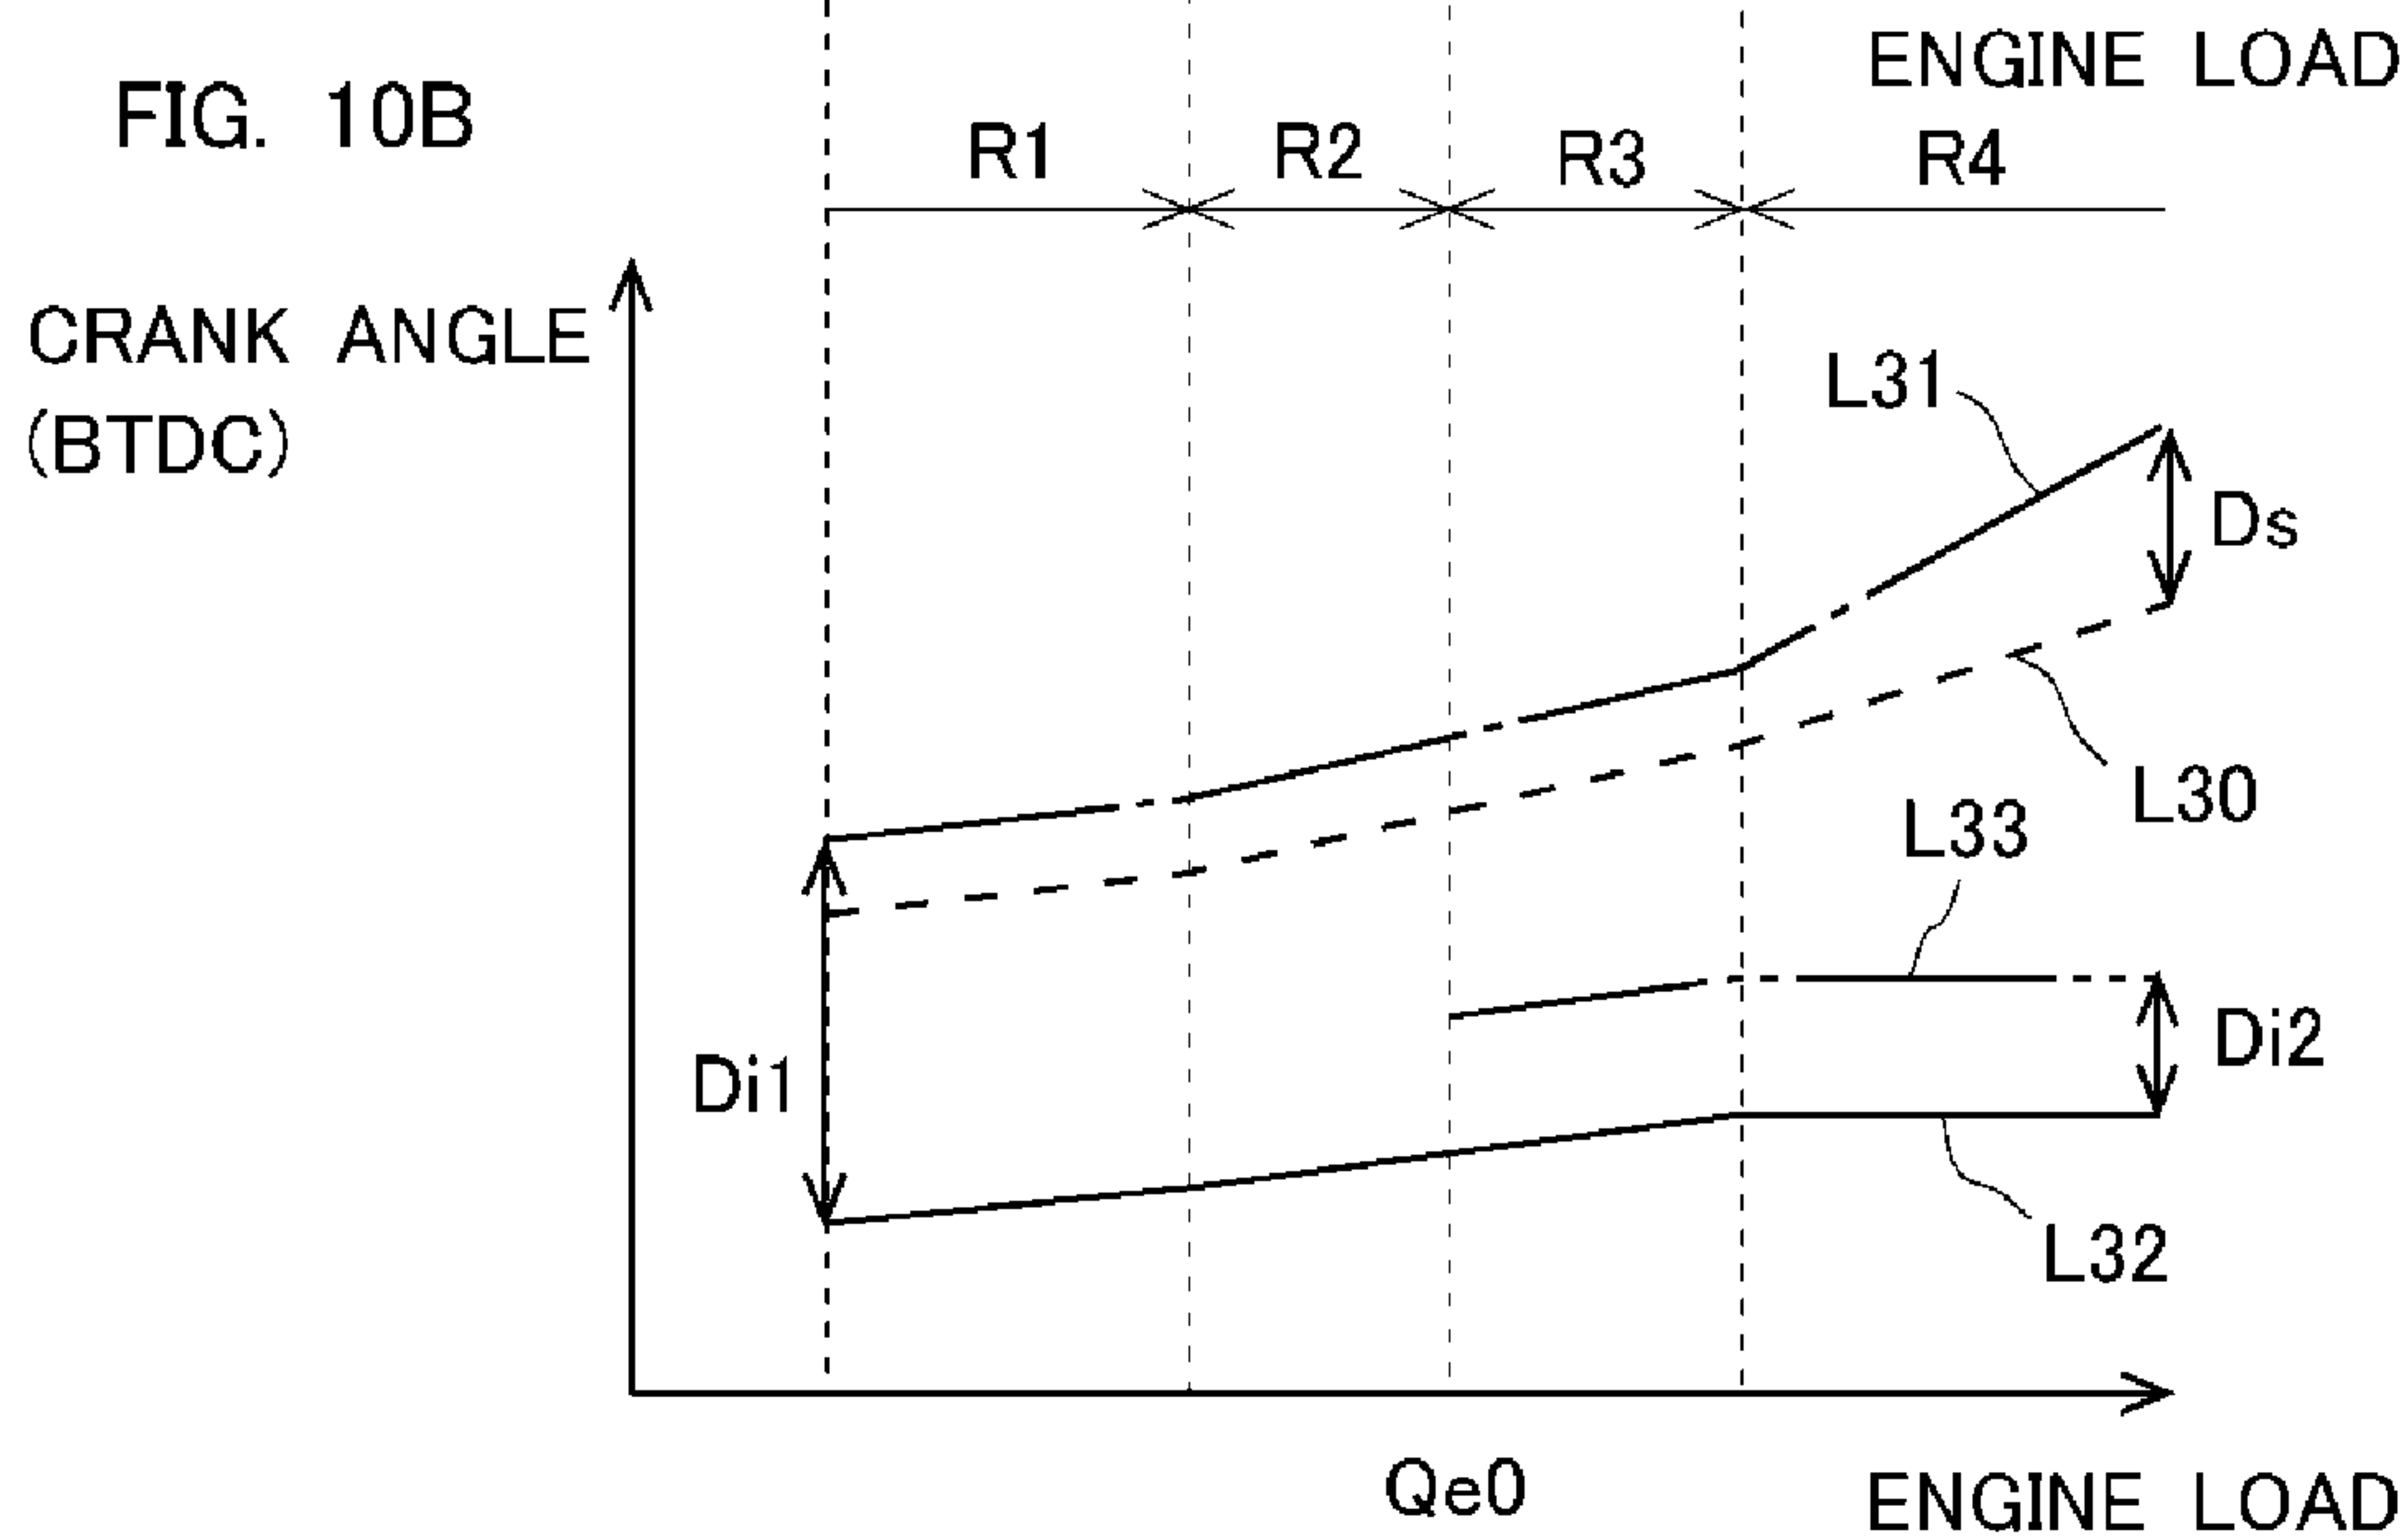 ENGINE LOAD
FIG. 10B
R1 R2 R3 R4
CRANK ANGLE
(BTDC)
L31
Ds
L30
L33
Di1
Di2
L32
Qe0
ENGINE LOAD